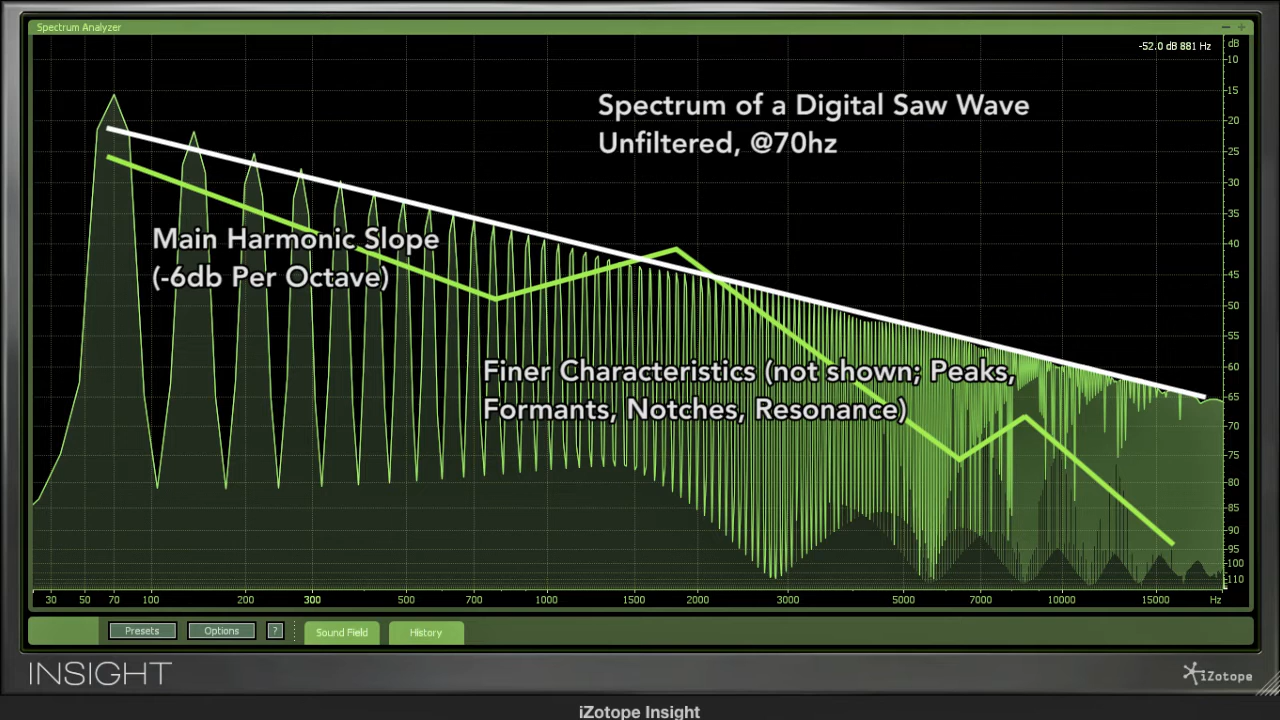 Spectrum Analyzer
-52.0 dB 881 Hz
dB
Spectrum of a Digital Saw Wave
Unfiltered, @70hz
Main Harmonic Slope
(-6db Per Octave)
Finer Characteristics (not shown; Peaks,
Formants, Notches, Resonance)
10
15
20
25
30
35
40
45
50
55
60
65
70
75
80
85
90
95
100
110
30 50 70 100 200 300 500 700 1000 1500 2000 3000 5000 7000 10000 15000 Hz
Presets Options ? Sound Field History
INSIGHT
iZotope
iZotope Insight